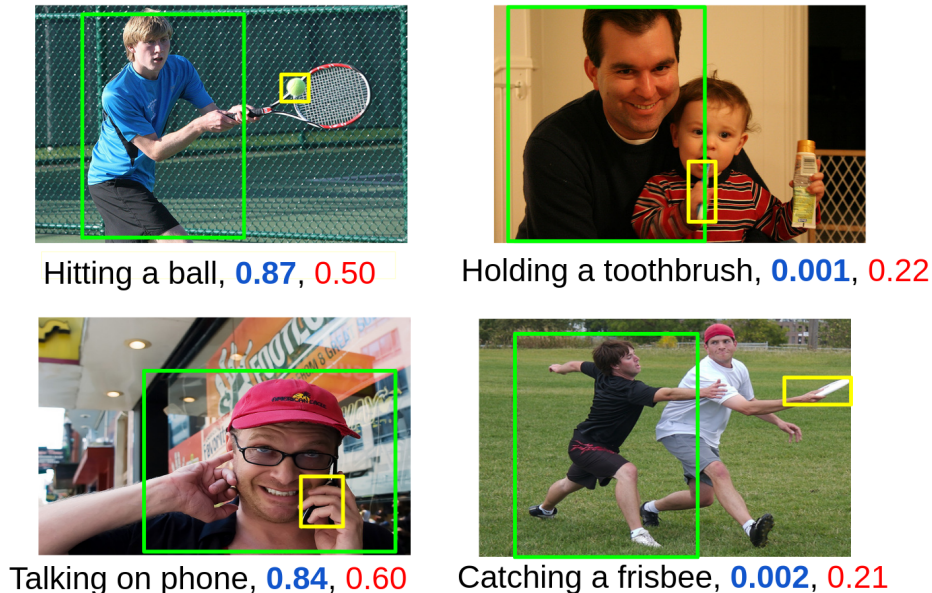 Hitting a ball, 0.87, 0.50
Holding a toothbrush, 0.001, 0.22
FOOTLO
Talking on phone, 0.84, 0.60
Catching a frisbee, 0.002, 0.21